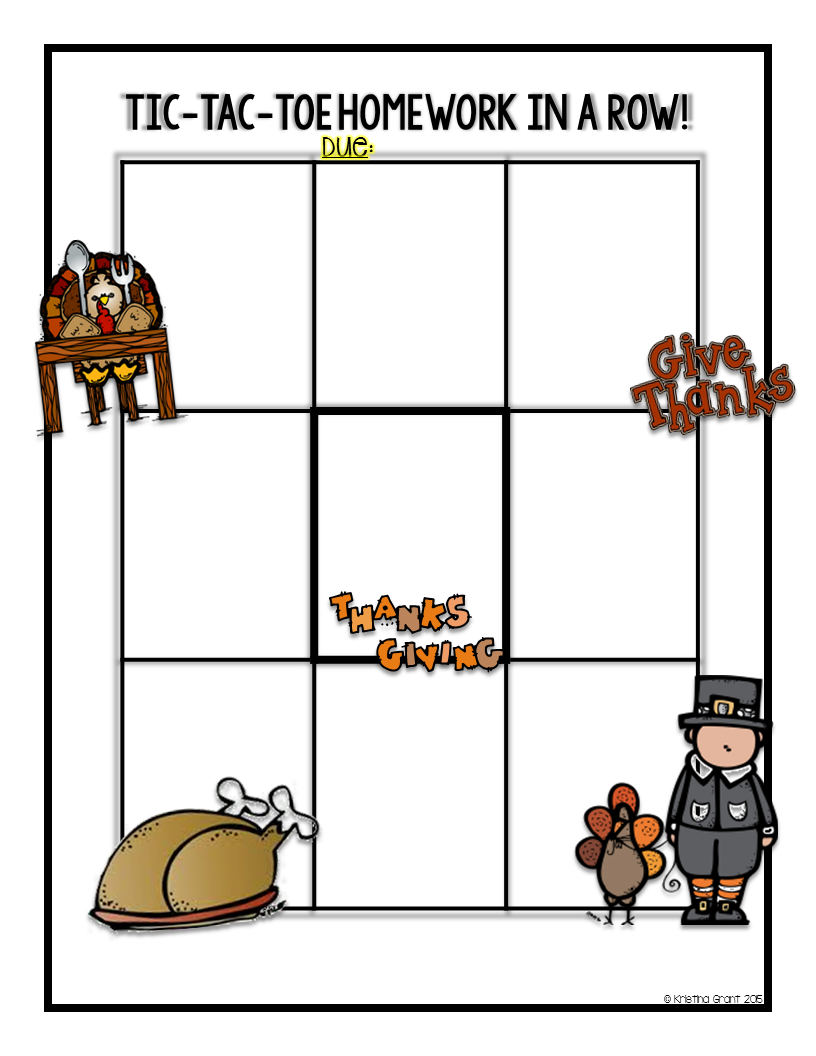 TIC-TAC-TOE HOMEWORK IN A ROW!
Due:
Give
Thanks
THANKS
GIVING
© Kristina Grant 2015